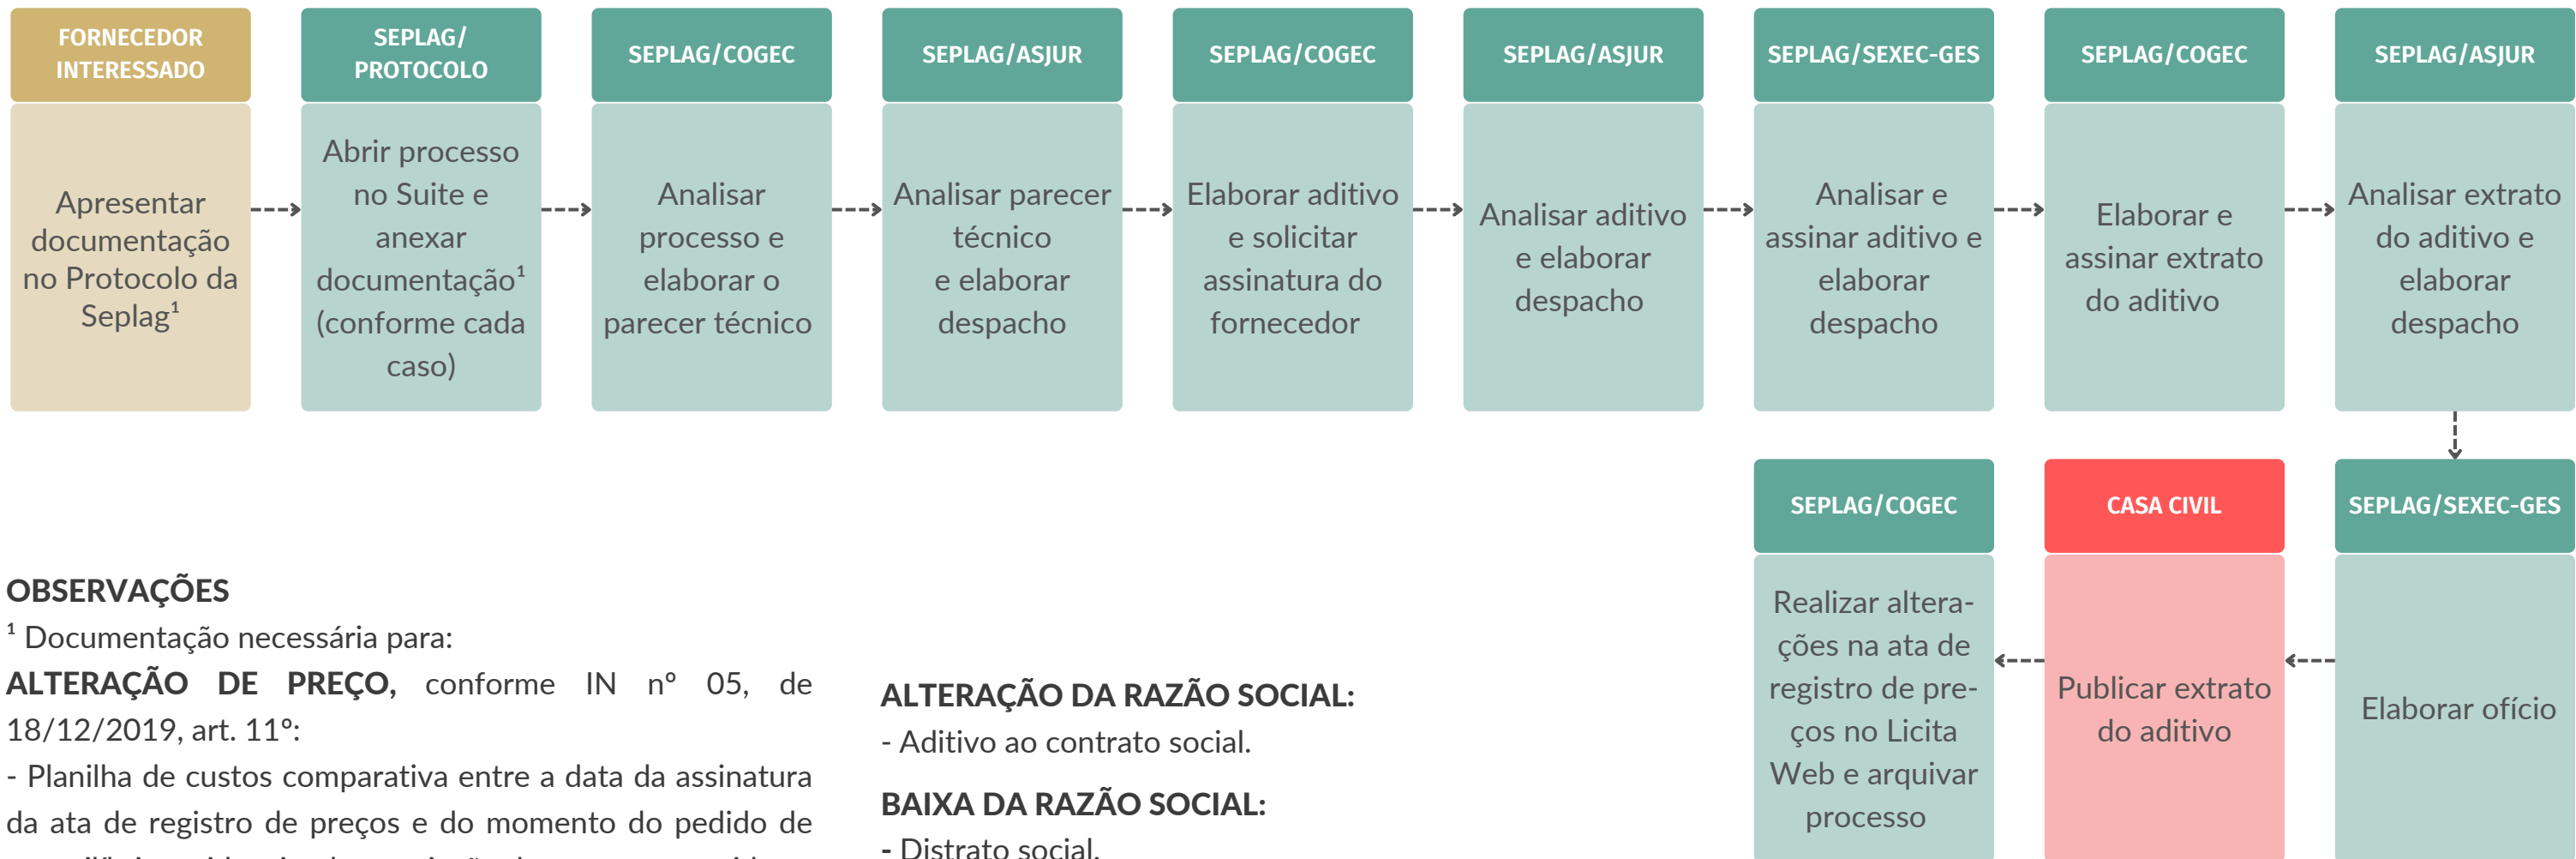 FORNECEDOR
INTERESSADO
Apresentar
documentação
no Protocolo da
Seplag¹
SEPLAG/
PROTOCOLO
Abrir processo
no Suite e
anexar
documentação¹
(conforme cada
caso)
SEPLAG/COGEC
Analisar
processo e
elaborar o
parecer técnico
SEPLAG/ASJUR
Analisar parecer
técnico
e elaborar
despacho
SEPLAG/COGEC
Elaborar aditivo
e solicitar
assinatura do
fornecedor
SEPLAG/ASJUR
Analisar aditivo
e elaborar
despacho
SEPLAG/SEXEC-GES
Analisar e
assinar aditivo e
elaborar
despacho
SEPLAG/COGEC
Elaborar e
assinar extrato
do aditivo
SEPLAG/ASJUR
Analisar extrato
do aditivo e
elaborar
despacho
SEPLAG/SEXEC-GES
Elaborar ofício
CASA CIVIL
Publicar extrato
do aditivo
SEPLAG/COGEC
Realizar altera-
ções na ata de
registro de pre-
ços no Licita
Web e arquivar
processo
OBSERVAÇÕES
¹ Documentação necessária para:
ALTERAÇÃO DE PREÇO, conforme IN nº 05, de
18/12/2019, art. 11º:
- Planilha de custos comparativa entre a data da assinatura
da ata de registro de preços e do momento do pedido de
ALTERAÇÃO DA RAZÃO SOCIAL:
- Aditivo ao contrato social.
BAIXA DA RAZÃO SOCIAL:
- Distrato social.